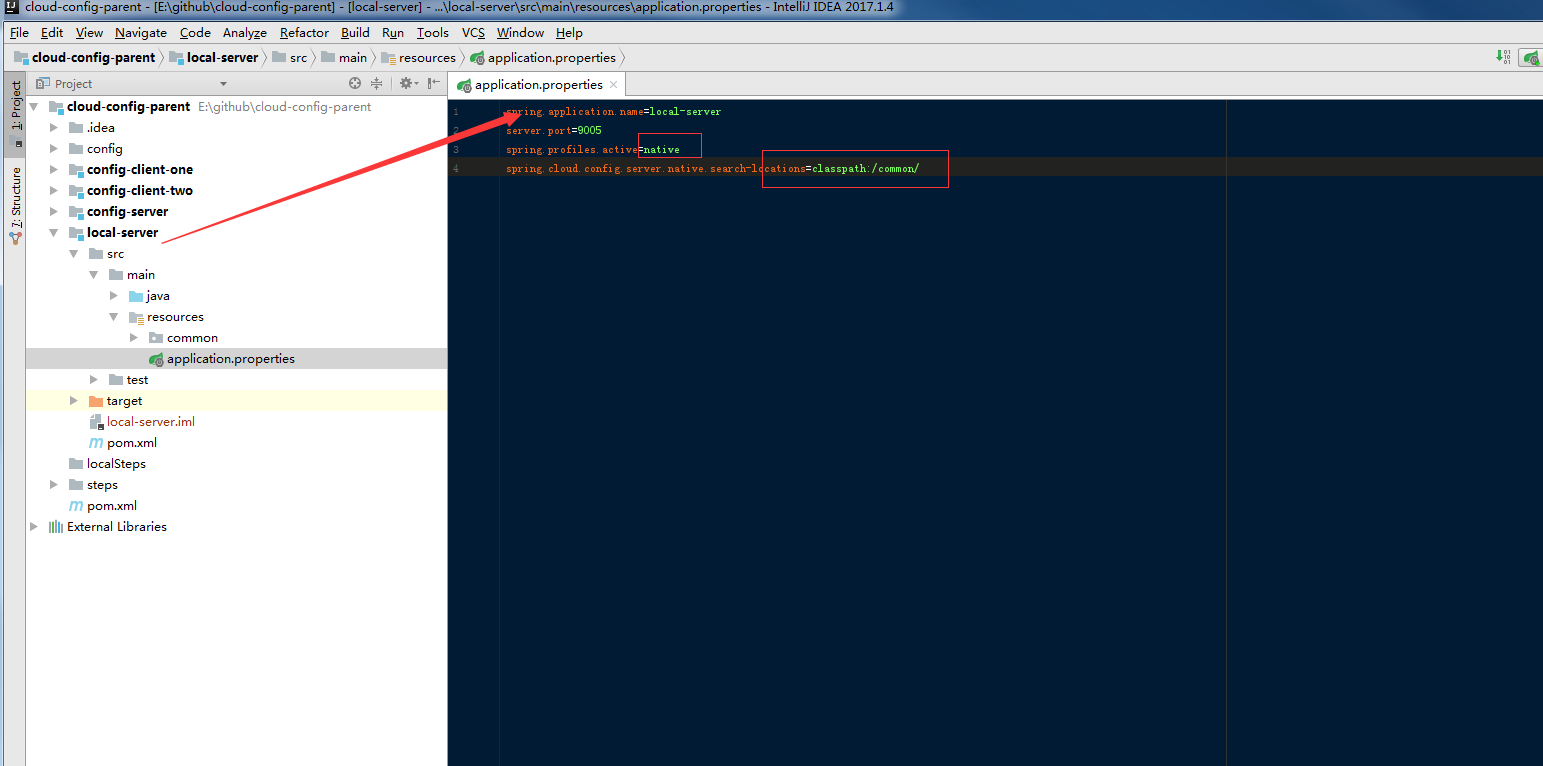 cloud-config-parent - [E:\github\cloud-config-parent] - [local-server] - ...\local-server\src\main\resources\application.properties - IntelliJ IDEA 2017.1.4
File Edit View Navigate Code Analyze Refactor Build Run Tools VCS Window Help
cloud-config-parent local-server src main resources application.properties
1: Project
7: Structure
Project
cloud-config-parent E:\github\cloud-config-parent
.idea
config
config-client-one
config-client-two
config-server
local-server
src
main
java
resources
common
application.properties
test
target
local-server.iml
pom.xml
localSteps
steps
pom.xml
External Libraries
application.properties
1 spring.application.name=local-server
2 server.port=9005
3 spring.profiles.active=native
4 spring.cloud.config.server.native.search-locations=classpath:/common/